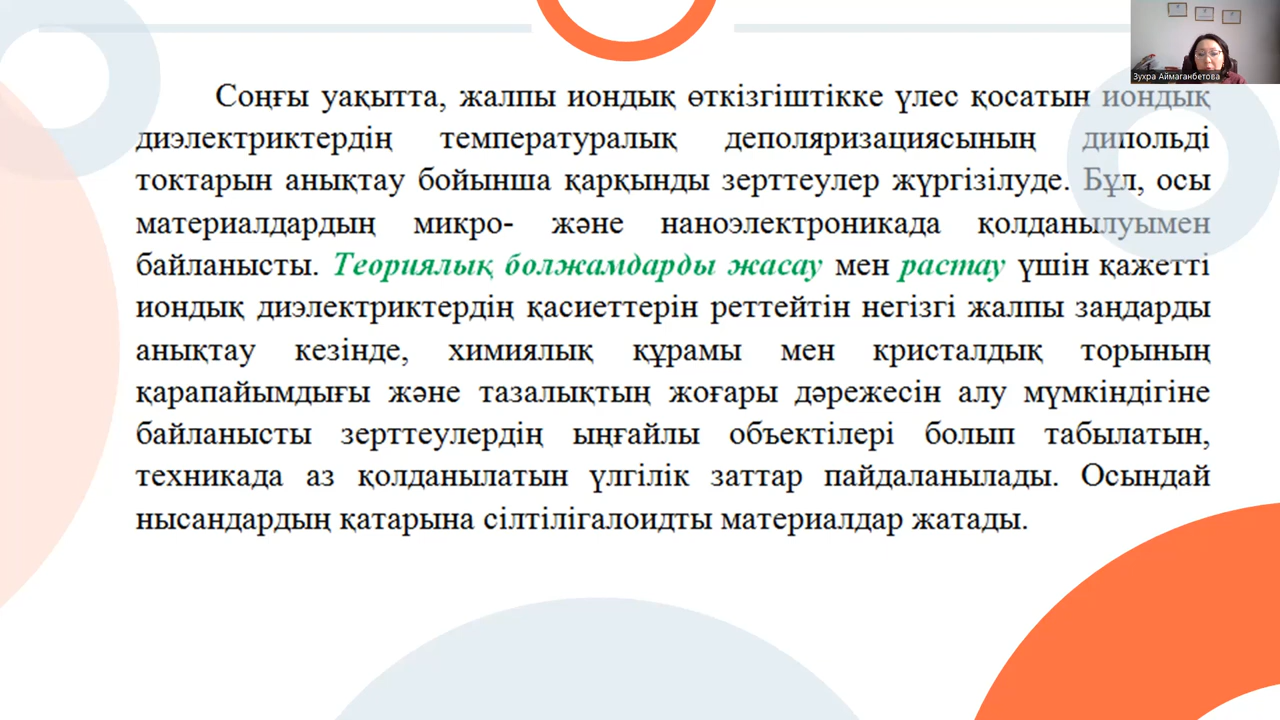 Зухра Аймаганбетова
Соңғы уақытта, жалпы иондық өткізгіштікке үлес қосатын иондық
диэлектриктердің температуралық деполяризациясының дипольді
токтарын анықтау бойынша қарқынды зерттеулер жүргізілуде. Бұл, осы
материалдардың микро- және наноэлектроникада қолданылуымен
байланысты. Теориялық болжамдарды жасау мен растау үшін қажетті
иондық диэлектриктердің қасиеттерін реттейтін негізгі жалпы заңдарды
анықтау кезінде, химиялық құрамы мен кристалдық торының
қарапайымдығы және тазалықтың жоғары дәрежесін алу мүмкіндігіне
байланысты зерттеулердің ыңғайлы объектілері болып табылатын,
техникада аз қолданылатын үлгілік заттар пайдаланылады. Осындай
нысандардың қатарына сілтілігалоидты материалдар жатады.